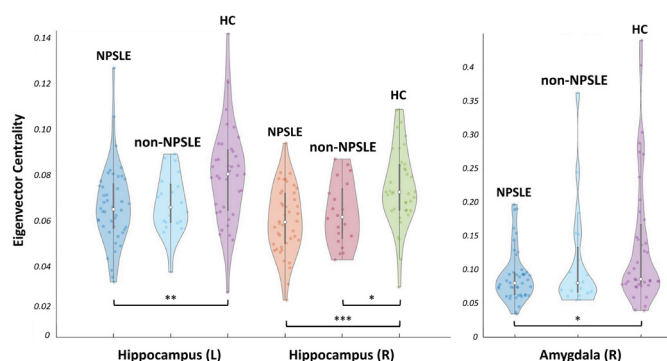 HC
HC
0.14
NPSLE
0.4
0.12
non-NPSLE
HC
0.35
0.10
NPSLE
non-NPSLE
non-NPSLE
0.30
Eigenvector Centrality
0.25
0.08
NPSLE
0.20
0.06
0.15
0.04
0.10
**
*
0.05
0.02
***
*
0
0
Hippocampus (L)
Hippocampus (R)
Amygdala (R)